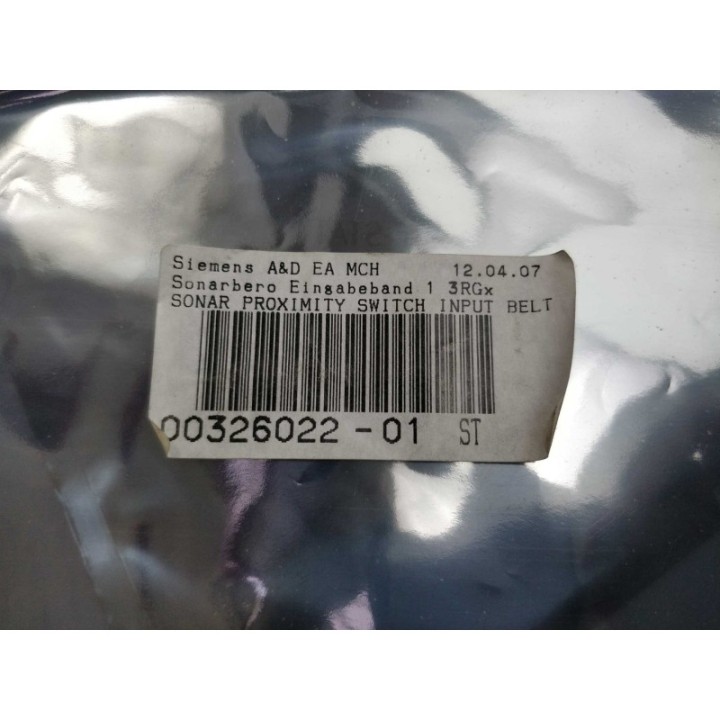 Siemens A&D EA MCH 12.04.07
Sonarbero Eingabeband 1 3RGx
SONAR PROXIMITY SWITCH INPUT BELT
00326022-01 ST